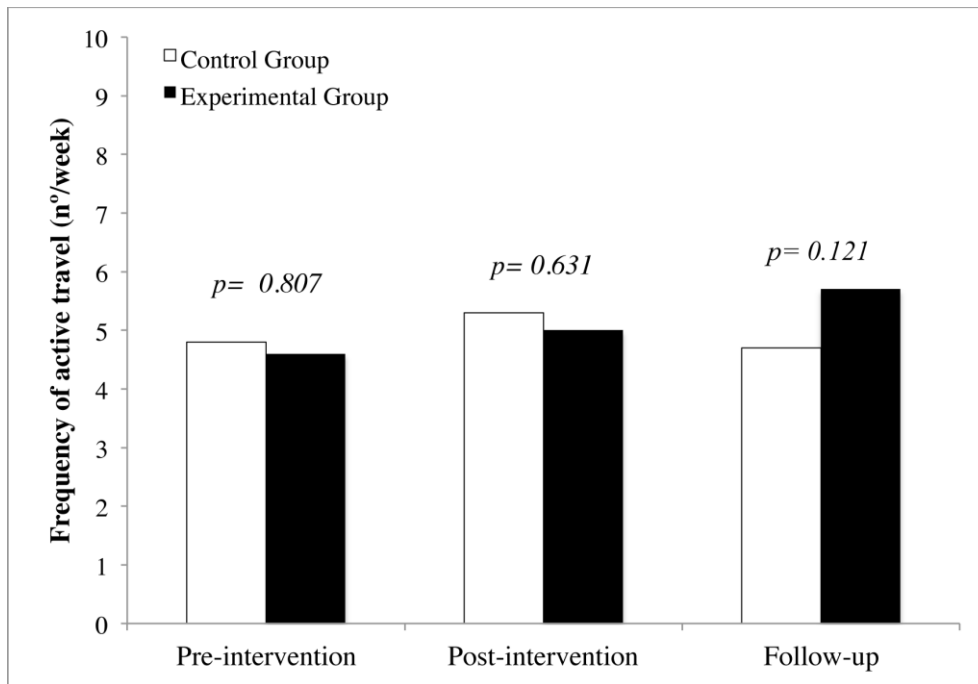 10
9
8
7
6
5
4
3
2
1
0
Frequency of active travel (nº/week)
Control Group
Experimental Group
p=  0.807
p= 0.631
p= 0.121
Pre-intervention
Post-intervention
Follow-up